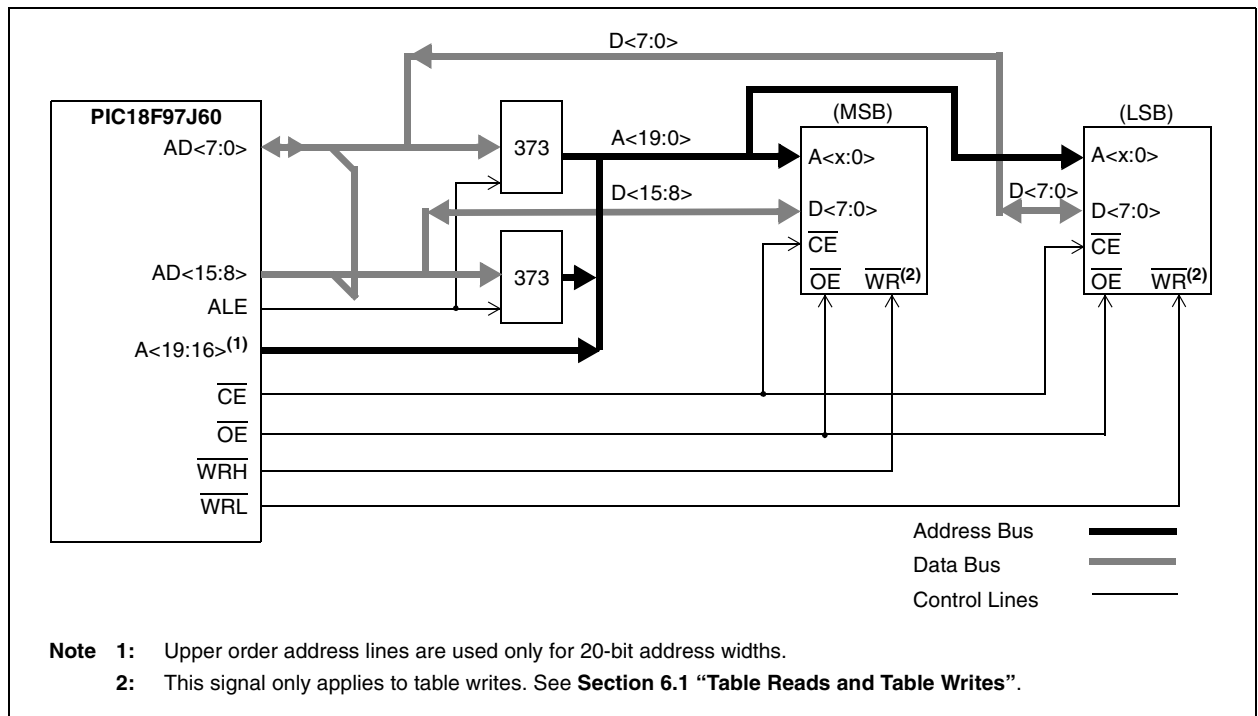 D<7:0>
PIC18F97J60
AD<7:0>
AD<15:8>
ALE
A<19:16>(1)
CE
OE
WRH
WRL
373
373
A<19:0>
D<15:8>
(MSB)
A<x:0>
D<7:0>
CE
OE WR(2)
(LSB)
A<x:0>
D<7:0>
D<7:0>
CE
OE WR(2)
Address Bus
Data Bus
Control Lines
Note 1: Upper order address lines are used only for 20-bit address widths.
2: This signal only applies to table writes. See Section 6.1 “Table Reads and Table Writes”.